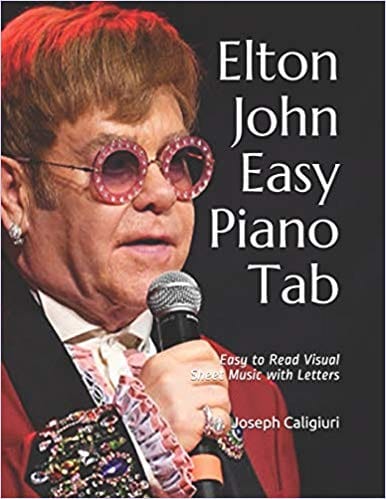 Elton
John
Easy
Piano
Tab
Easy to Read Visual
Sheet Music with Letters
Joseph Caligiuri